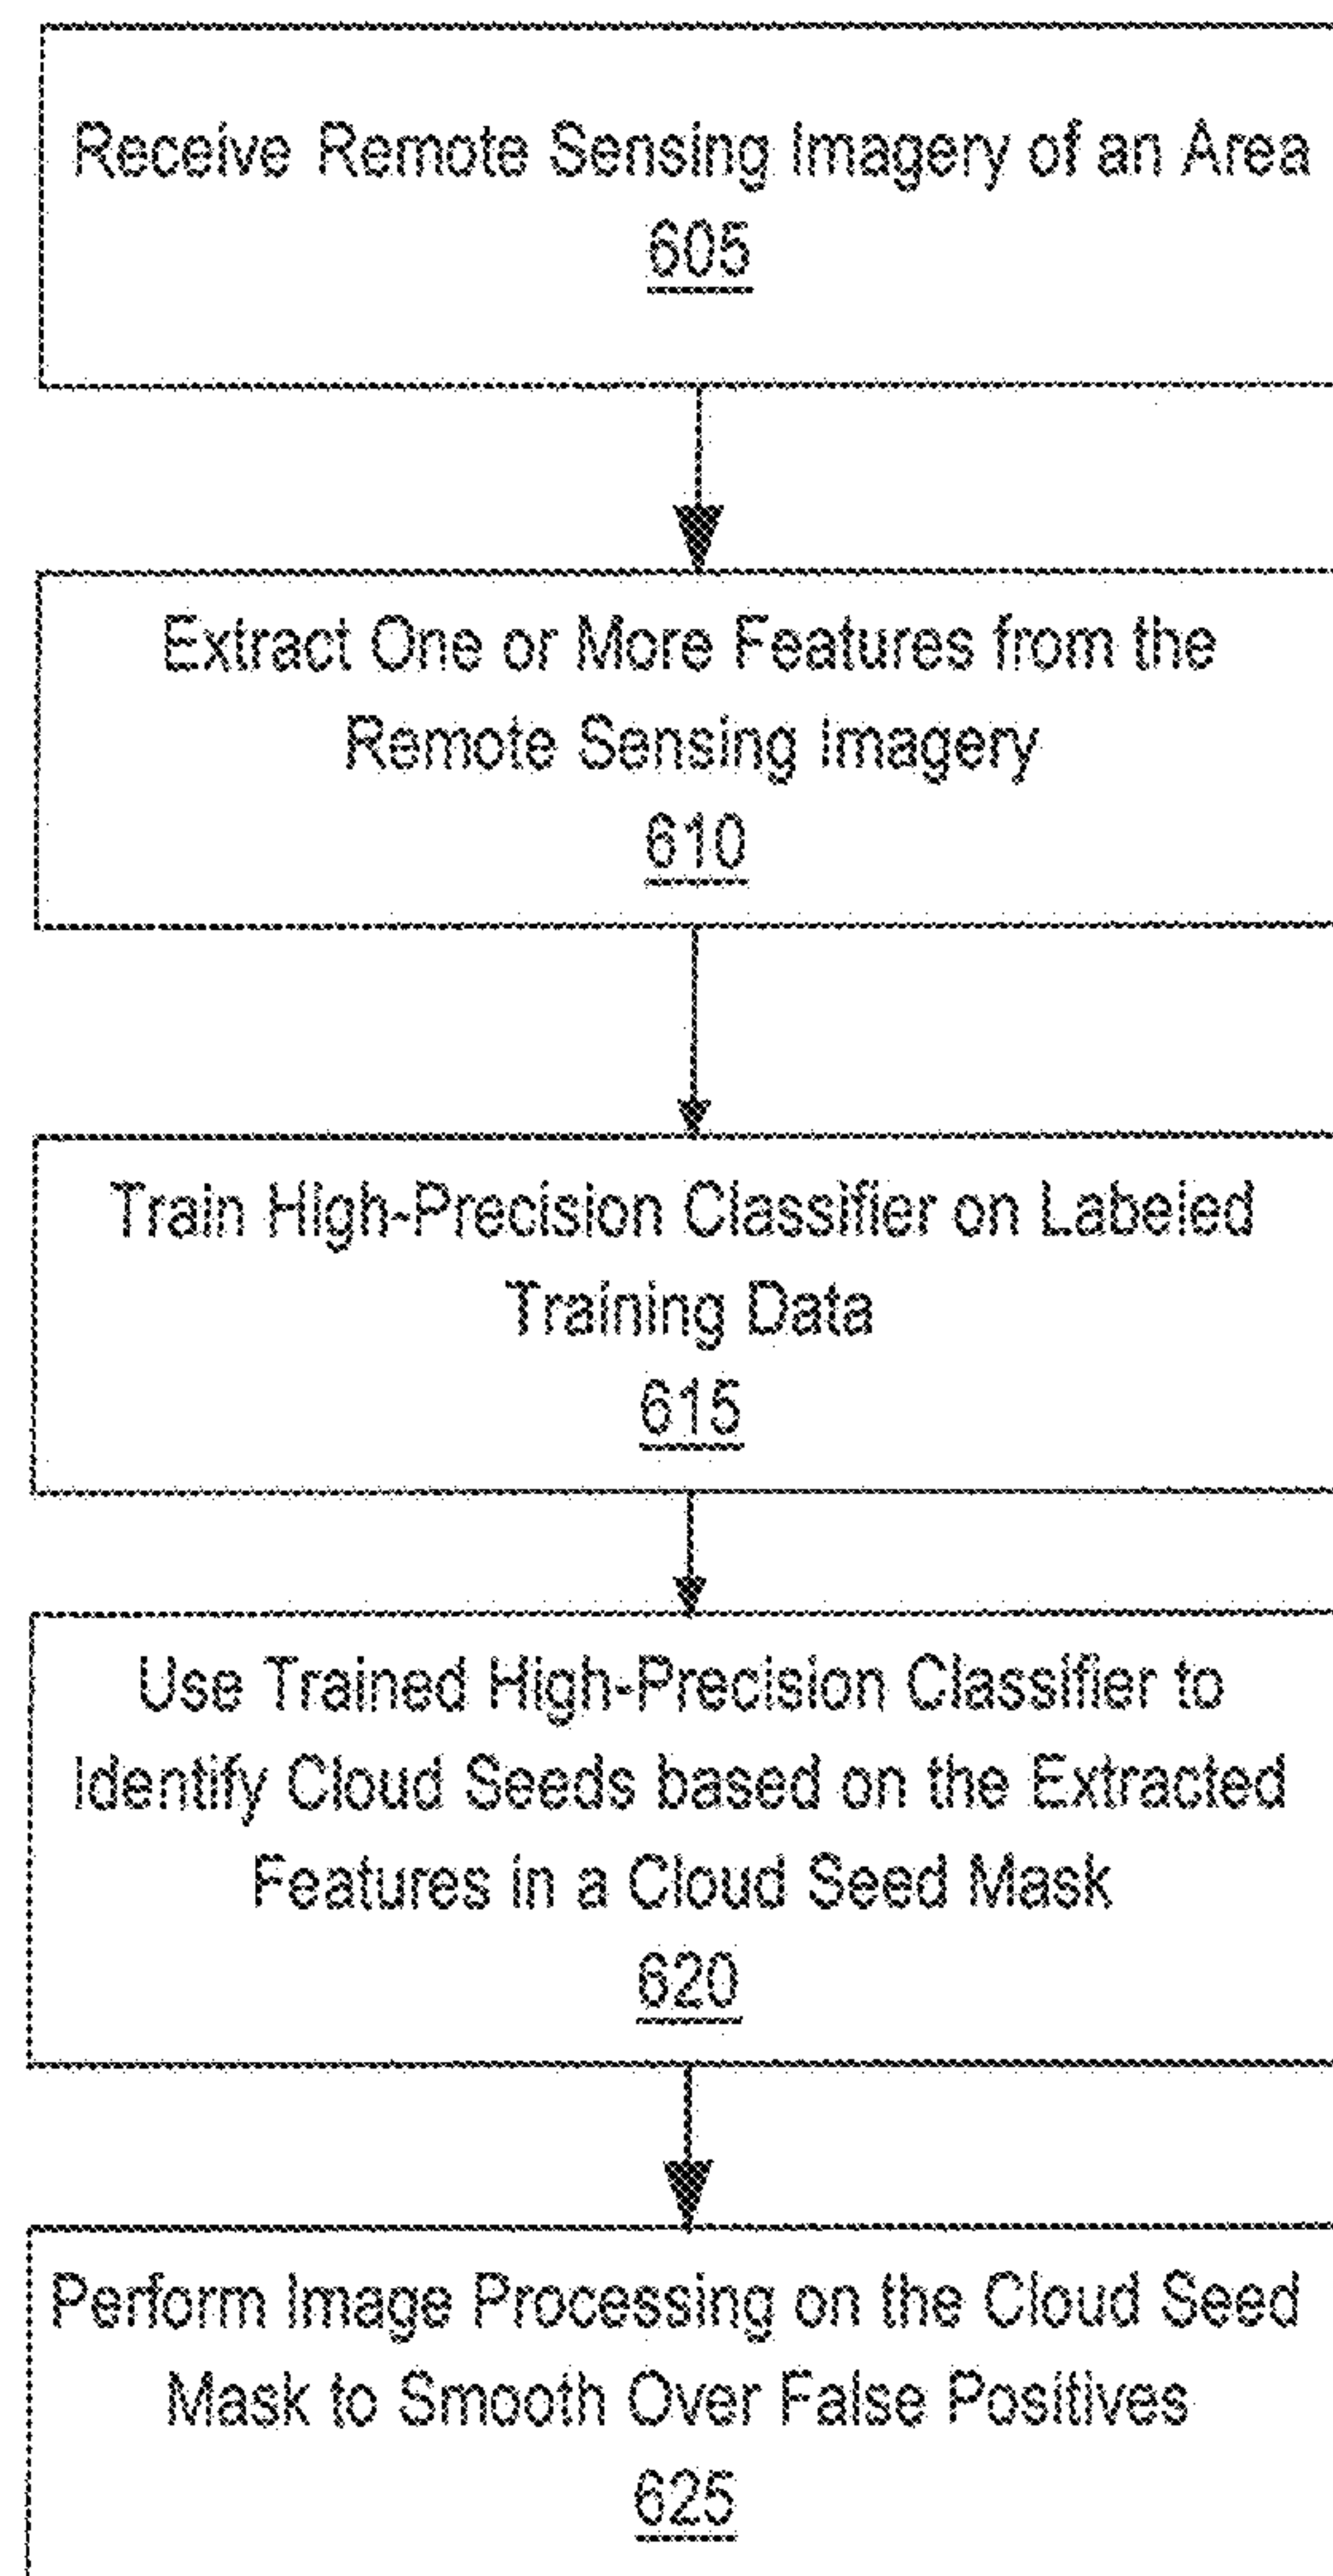 Receive Remote Sensing Imagery of an Area
605
Extract One or More Features from the
Remote Sensing Imagery
610
Train High-Precision Classifier on Labeled
Training Data
615
Use Trained High-Precision Classifier to
Identify Cloud Seeds based on the Extracted
Features in a Cloud Seed Mask
620
Perform Image Processing on the Cloud Seed
Mask to Smooth Over False Positives
625